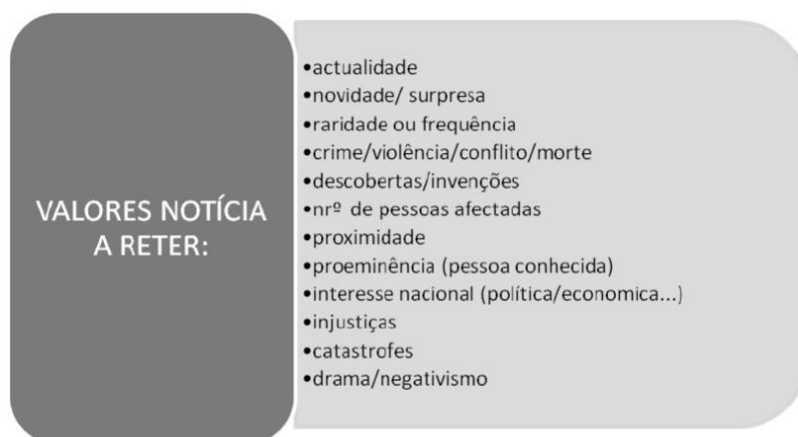 VALORES NOTÍCIA
A RETER:
•actualidade
•novidade/ surpresa
•raridade ou frequência
•crime/violência/conflito/morte
•descobertas/invenções
•nrº de pessoas afectadas
•proximidade
•proeminência (pessoa conhecida)
•interesse nacional (política/economica...)
•injustiças
•catastrofes
•drama/negativismo